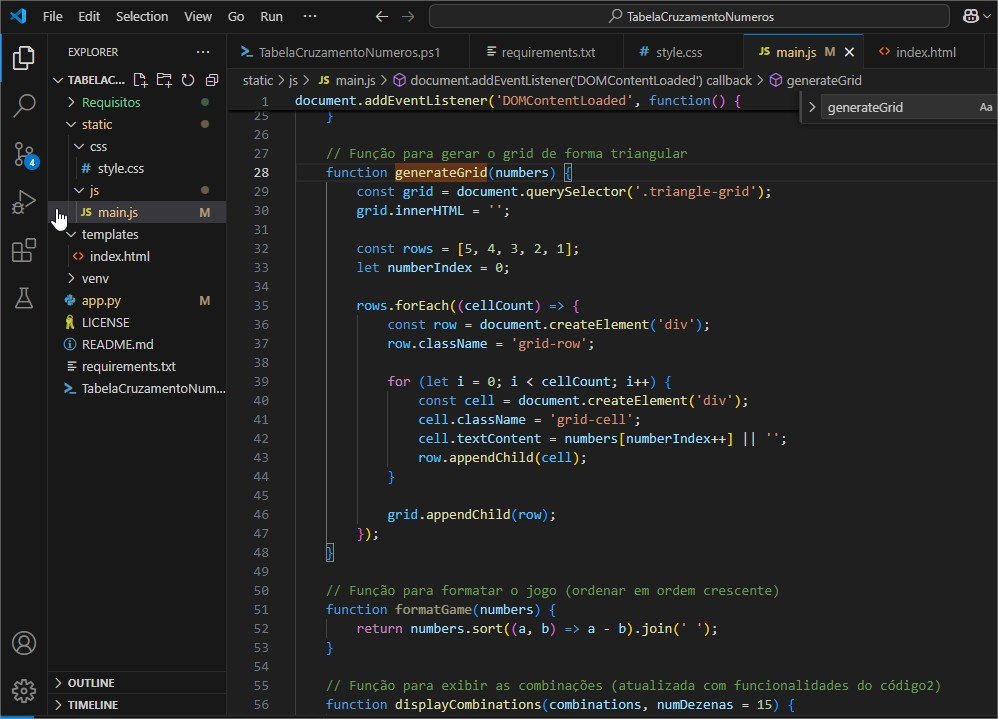 File Edit Selection View Go Run ··· TabelaCruzamentoNumeros
EXPLORER ···
TABELAC...
Requisitos
static
css
# style.css
js
JS main.js M
templates
<> index.html
venv
app.py M
LICENSE
README.md
requirements.txt
TabelaCruzamentoNum...
OUTLINE
TIMELINE
4
TabelaCruzamentoNumeros.ps1 requirements.txt # style.css JS main.js M <> index.html
static > js > JS main.js > document.addEventListener('DOMContentLoaded') callback > generateGrid
generateGrid Aa
1 document.addEventListener('DOMContentLoaded', function() {
25 }
26
27 // Função para gerar o grid de forma triangular
28 function generateGrid(numbers) {
29 const grid = document.querySelector('.triangle-grid');
30 grid.innerHTML = '';
31
32 const rows = [5, 4, 3, 2, 1];
33 let numberIndex = 0;
34
35 rows.forEach((cellCount) => {
36 const row = document.createElement('div');
37 row.className = 'grid-row';
38
39 for (let i = 0; i < cellCount; i++) {
40 const cell = document.createElement('div');
41 cell.className = 'grid-cell';
42 cell.textContent = numbers[numberIndex++] || '';
43 row.appendChild(cell);
44 }
45
46 grid.appendChild(row);
47 });
48 }
49
50 // Função para formatar o jogo (ordenar em ordem crescente)
51 function formatGame(numbers) {
52 return numbers.sort((a, b) => a - b).join(' ');
53 }
54
55 // Função para exibir as combinações (atualizada com funcionalidades do código2)
56 function displayCombinations(combinations, numDezenas = 15) {